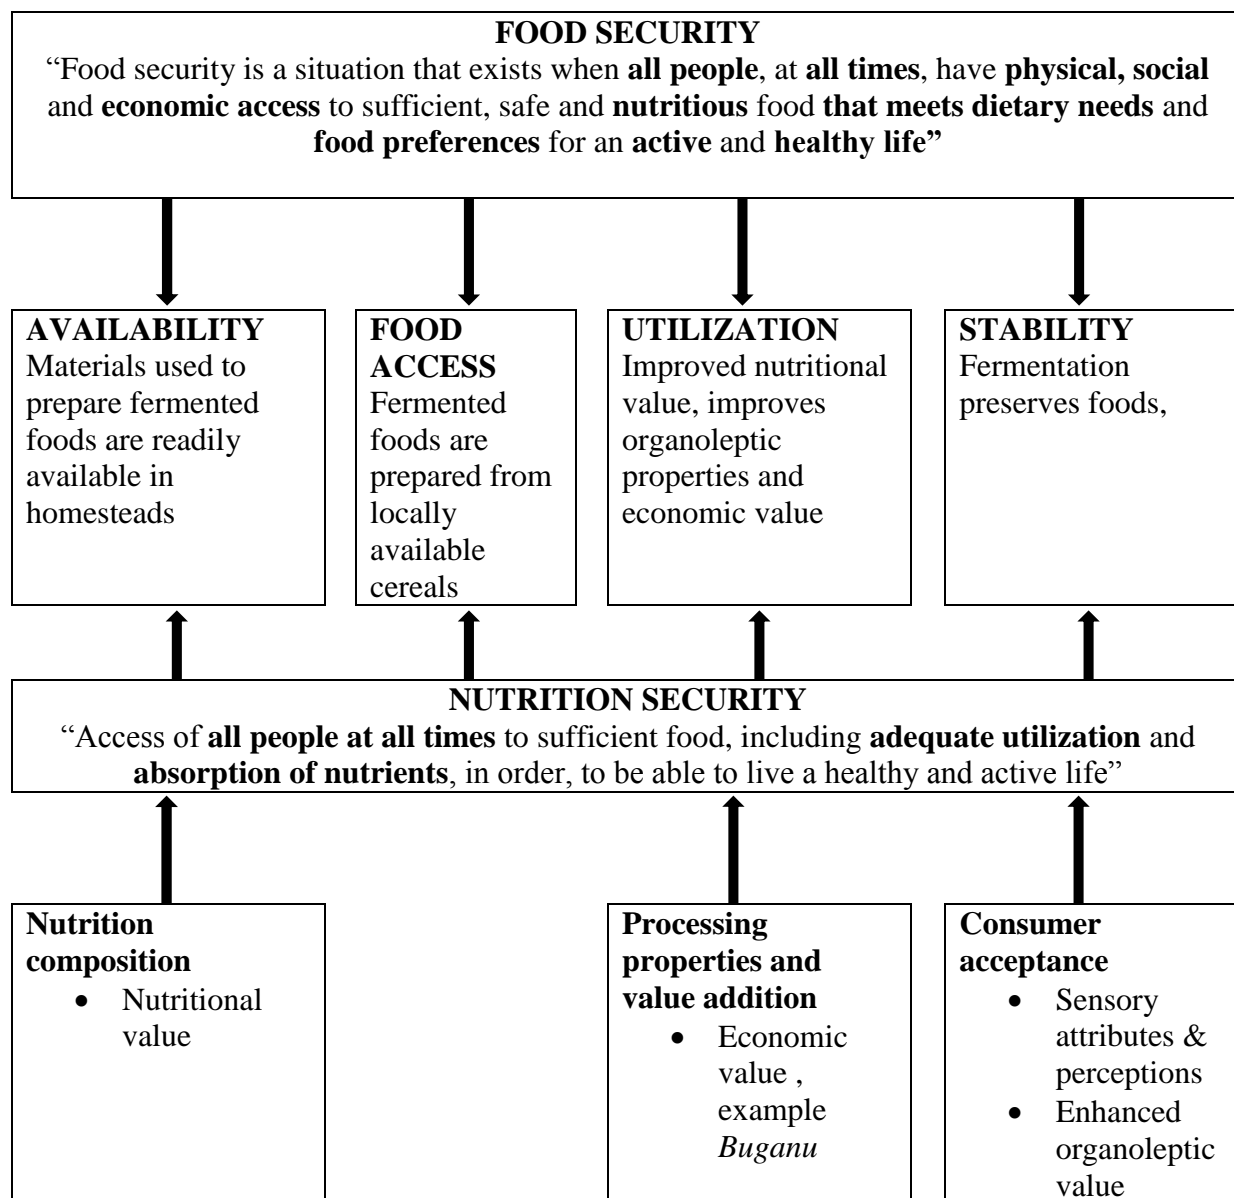 FOOD SECURITY
“Food security is a situation that exists when all people, at all times, have physical, social
and economic access to sufficient, safe and nutritious food that meets dietary needs and
food preferences for an active and healthy life”
AVAILABILITY
Materials used to
prepare fermented
foods are readily
available in
homesteads
FOOD
ACCESS
Fermented
foods are
prepared from
locally
available
cereals
UTILIZATION
Improved nutritional
value, improves
organoleptic
properties and
economic value
STABILITY
Fermentation
preserves foods,
NUTRITION SECURITY
“Access of all people at all times to sufficient food, including adequate utilization and
absorption of nutrients, in order, to be able to live a healthy and active life”
Nutrition
composition
• Nutritional
value
Processing
properties and
value addition
• Economic
value ,
example
Buganu
Consumer
acceptance
• Sensory
attributes &
perceptions
• Enhanced
organoleptic
value